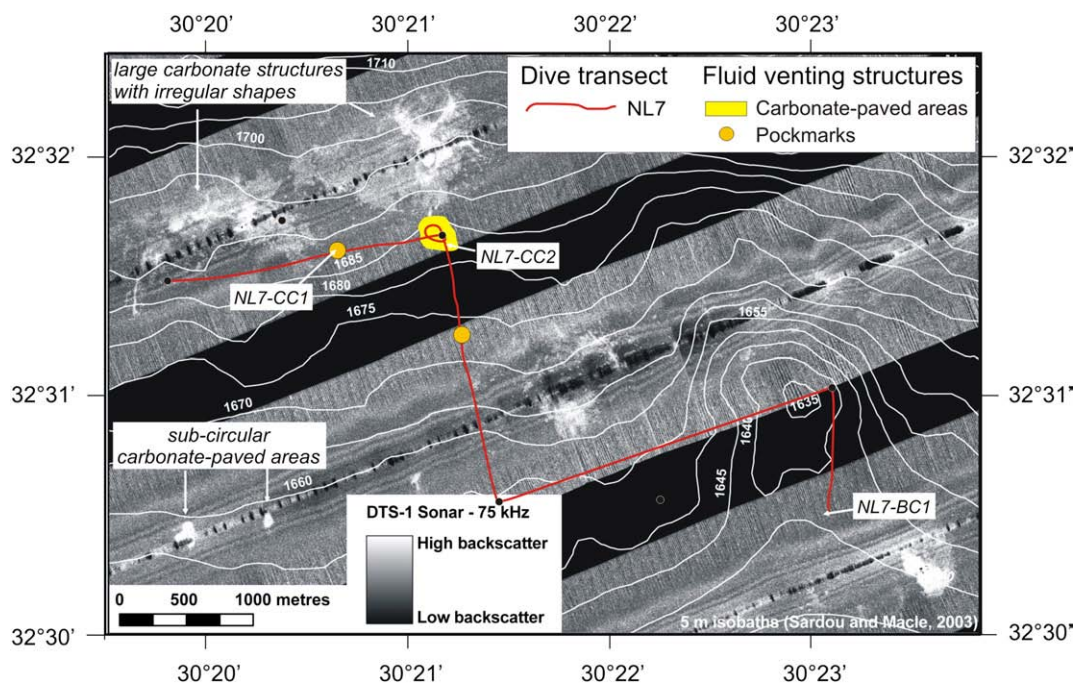 30°20' 30°21' 30°22' 30°23'
large carbonate structures
with irregular shapes
1710
1700
Dive transect
NL7
Fluid venting structures
Carbonate-paved areas
Pockmarks
32°32' 32°32'
NL7-CC1
1685
1680
1675
NL7-CC2
1655
1670
32°31' 32°31'
1635
1640
1645
1645
sub-circular
carbonate-paved areas
1660
NL7-BC1
DTS-1 Sonar - 75 kHz
High backscatter
Low backscatter
0 500 1000 metres
5 m isobaths (Sardou and Macle, 2003)
32°30' 32°30'
30°20' 30°21' 30°22' 30°23'